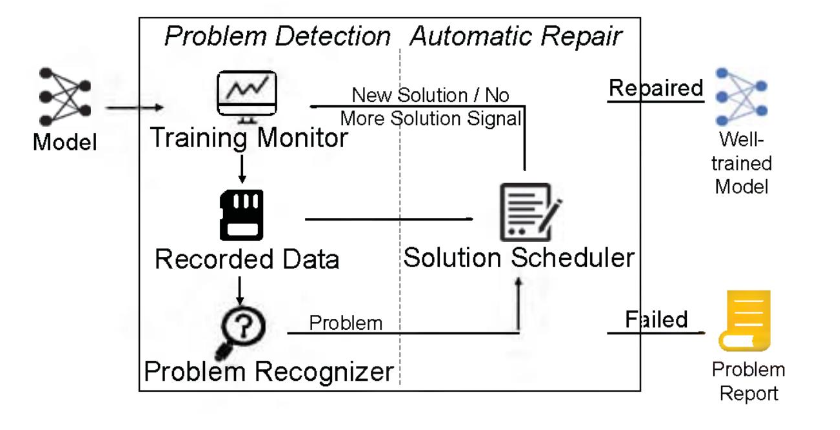 Problem Detection
Automatic Repair
Model
Training Monitor
New Solution / No
More Solution Signal
Repaired
Well-
trained
Model
Recorded Data
Solution Scheduler
?
Problem
Problem Recognizer
Failed
Problem
Report